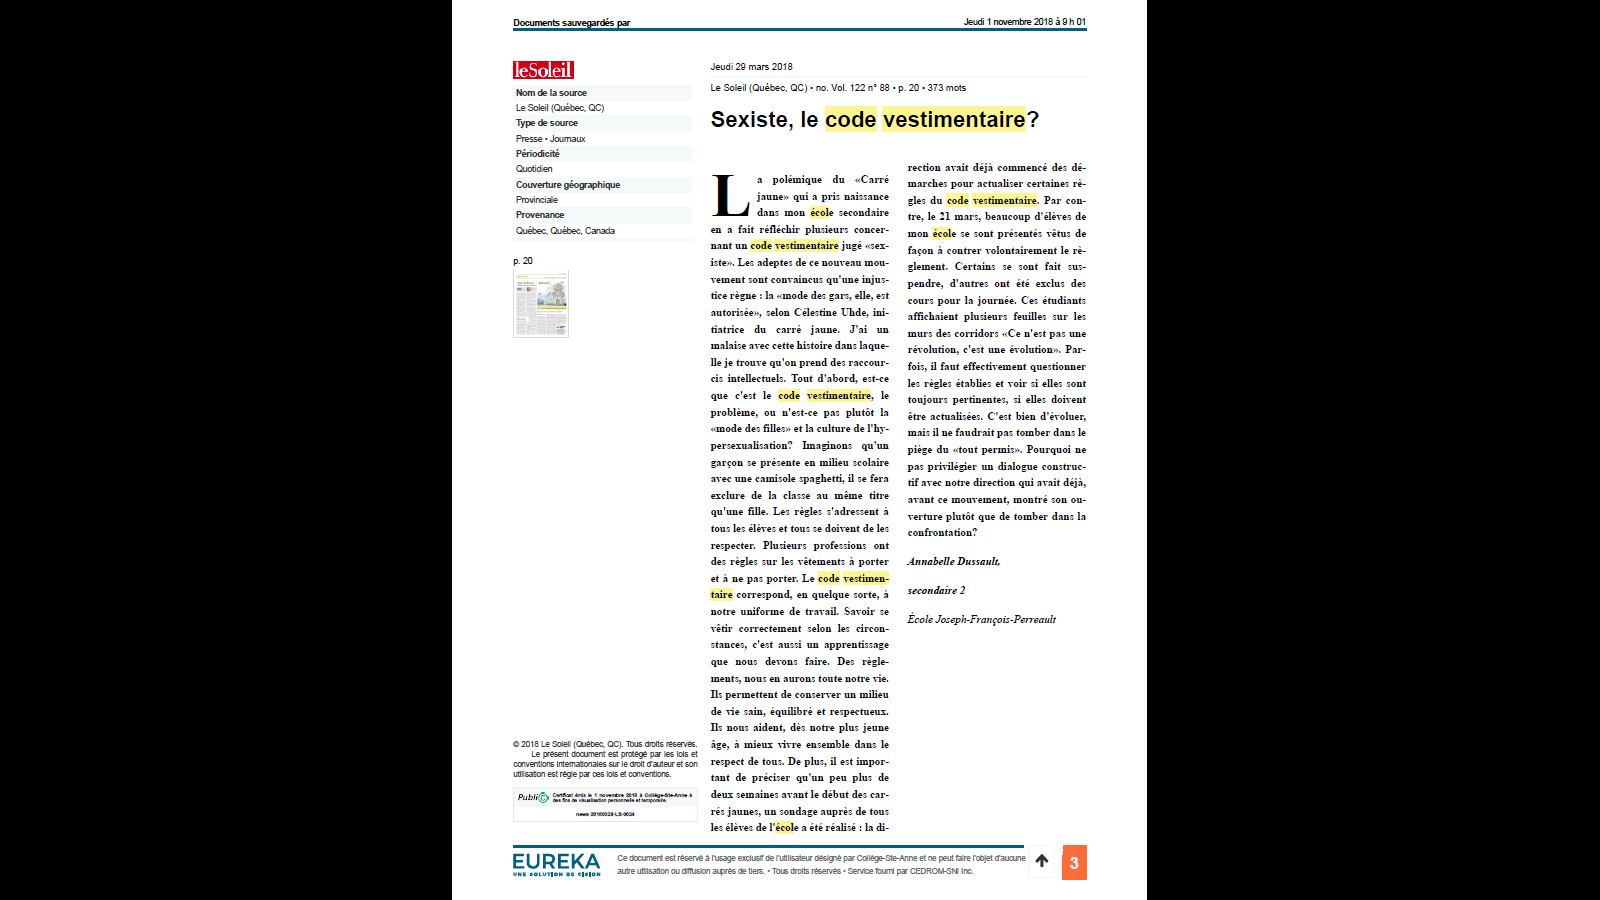 Documents sauvegardés par
Jeudi 1 novembre 2018 à 9 h 01
leSoleil
Nom de la source
Le Soleil (Québec, QC)
Type de source
Presse • Journaux
Périodicité
Quotidien
Couverture géographique
Provinciale
Provenance
Québec, Québec, Canada
p. 20
Jeudi 29 mars 2018
Le Soleil (Québec, QC) • no. Vol. 122 n° 88 • p. 20 • 373 mots
Sexiste, le code vestimentaire?
La polémique du «Carré
jaune» qui a pris naissance
dans mon école secondaire
en a fait réfléchir plusieurs concer-
nant un code vestimentaire jugé «sex-
iste». Les adeptes de ce nouveau mou-
vement sont convaincus qu'une injus-
tice règne : la «mode des gars, elle, est
autorisée», selon Célestine Uhde, ini-
tiatrice du carré jaune. J'ai un
malaise avec cette histoire dans laque-
lle je trouve qu'on prend des raccour-
cis intellectuels. Tout d'abord, est-ce
que c'est le code vestimentaire, le
problème, ou n'est-ce pas plutôt la
«mode des filles» et la culture de l'hy-
persexualisation? Imaginons qu'un
garçon se présente en milieu scolaire
avec une camisole spaghetti, il se fera
exclure de la classe au même titre
qu'une fille. Les règles s'adressent à
tous les élèves et tous se doivent de les
respecter. Plusieurs professions ont
des règles sur les vêtements à porter
et à ne pas porter. Le code vestimen-
taire correspond, en quelque sorte, à
notre uniforme de travail. Savoir se
vêtir correctement selon les circon-
stances, c'est aussi un apprentissage
que nous devons faire. Des règle-
ments, nous en aurons toute notre vie.
Ils permettent de conserver un milieu
de vie sain, équilibré et respectueux.
Ils nous aident, dès notre plus jeune
âge, à mieux vivre ensemble dans le
respect de tous. De plus, il est impor-
tant de préciser qu'un peu plus de
deux semaines avant le début des car-
rés jaunes, un sondage auprès de tous
les élèves de l'école a été réalisé : la di-
rection avait déjà commencé des dé-
marches pour actualiser certaines rè-
gles du code vestimentaire. Par con-
tre, le 21 mars, beaucoup d'élèves de
mon école se sont présentés vêtus de
façon à contrer volontairement le rè-
glement. Certains se sont fait sus-
pendre, d'autres ont été exclus des
cours pour la journée. Ces étudiants
affichaient plusieurs feuilles sur les
murs des corridors «Ce n'est pas une
révolution, c'est une évolution». Par-
fois, il faut effectivement questionner
les règles établies et voir si elles sont
toujours pertinentes, si elles doivent
être actualisées. C'est bien d'évoluer,
mais il ne faudrait pas tomber dans le
piège du «tout permis». Pourquoi ne
pas privilégier un dialogue construc-
tif avec notre direction qui avait déjà,
avant ce mouvement, montré son ou-
verture plutôt que de tomber dans la
confrontation?
Annabelle Dussault,
secondaire 2
École Joseph-François-Perreault
© 2018 Le Soleil (Québec, QC). Tous droits réservés.
Le présent document est protégé par les lois et
conventions internationales sur le droit d'auteur et son
utilisation est régie par ces lois et conventions.
Publi©
Certificat émis le 1 novembre 2018 à Collège-Ste-Anne à
des fins de visualisation personnelle et temporaire.
news·20180329·LS·0024
EUREKA
UNE SOLUTION DE CISION
Ce document est réservé à l'usage exclusif de l'utilisateur désigné par Collège-Ste-Anne et ne peut faire l'objet d'aucune
autre utilisation ou diffusion auprès de tiers. • Tous droits réservés • Service fourni par CEDROM-SNi Inc.
3